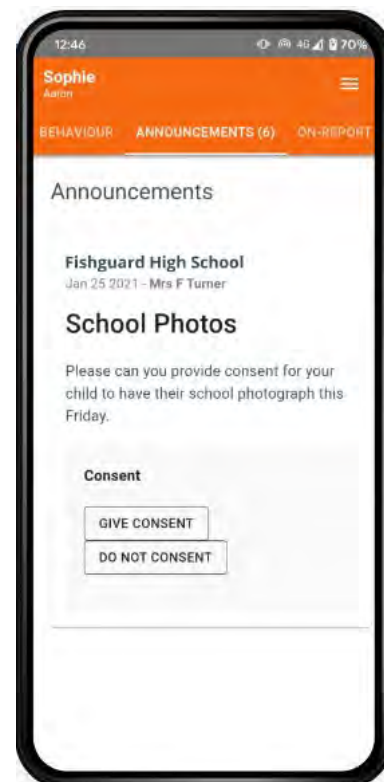 12:46 4G 70%
Sophie
Aaron
BEHAVIOUR ANNOUNCEMENTS (6) ON-REPORT
Announcements
Fishguard High School
Jan 25 2021 - Mrs F Turner
School Photos
Please can you provide consent for your
child to have their school photograph this
Friday.
Consent
GIVE CONSENT
DO NOT CONSENT